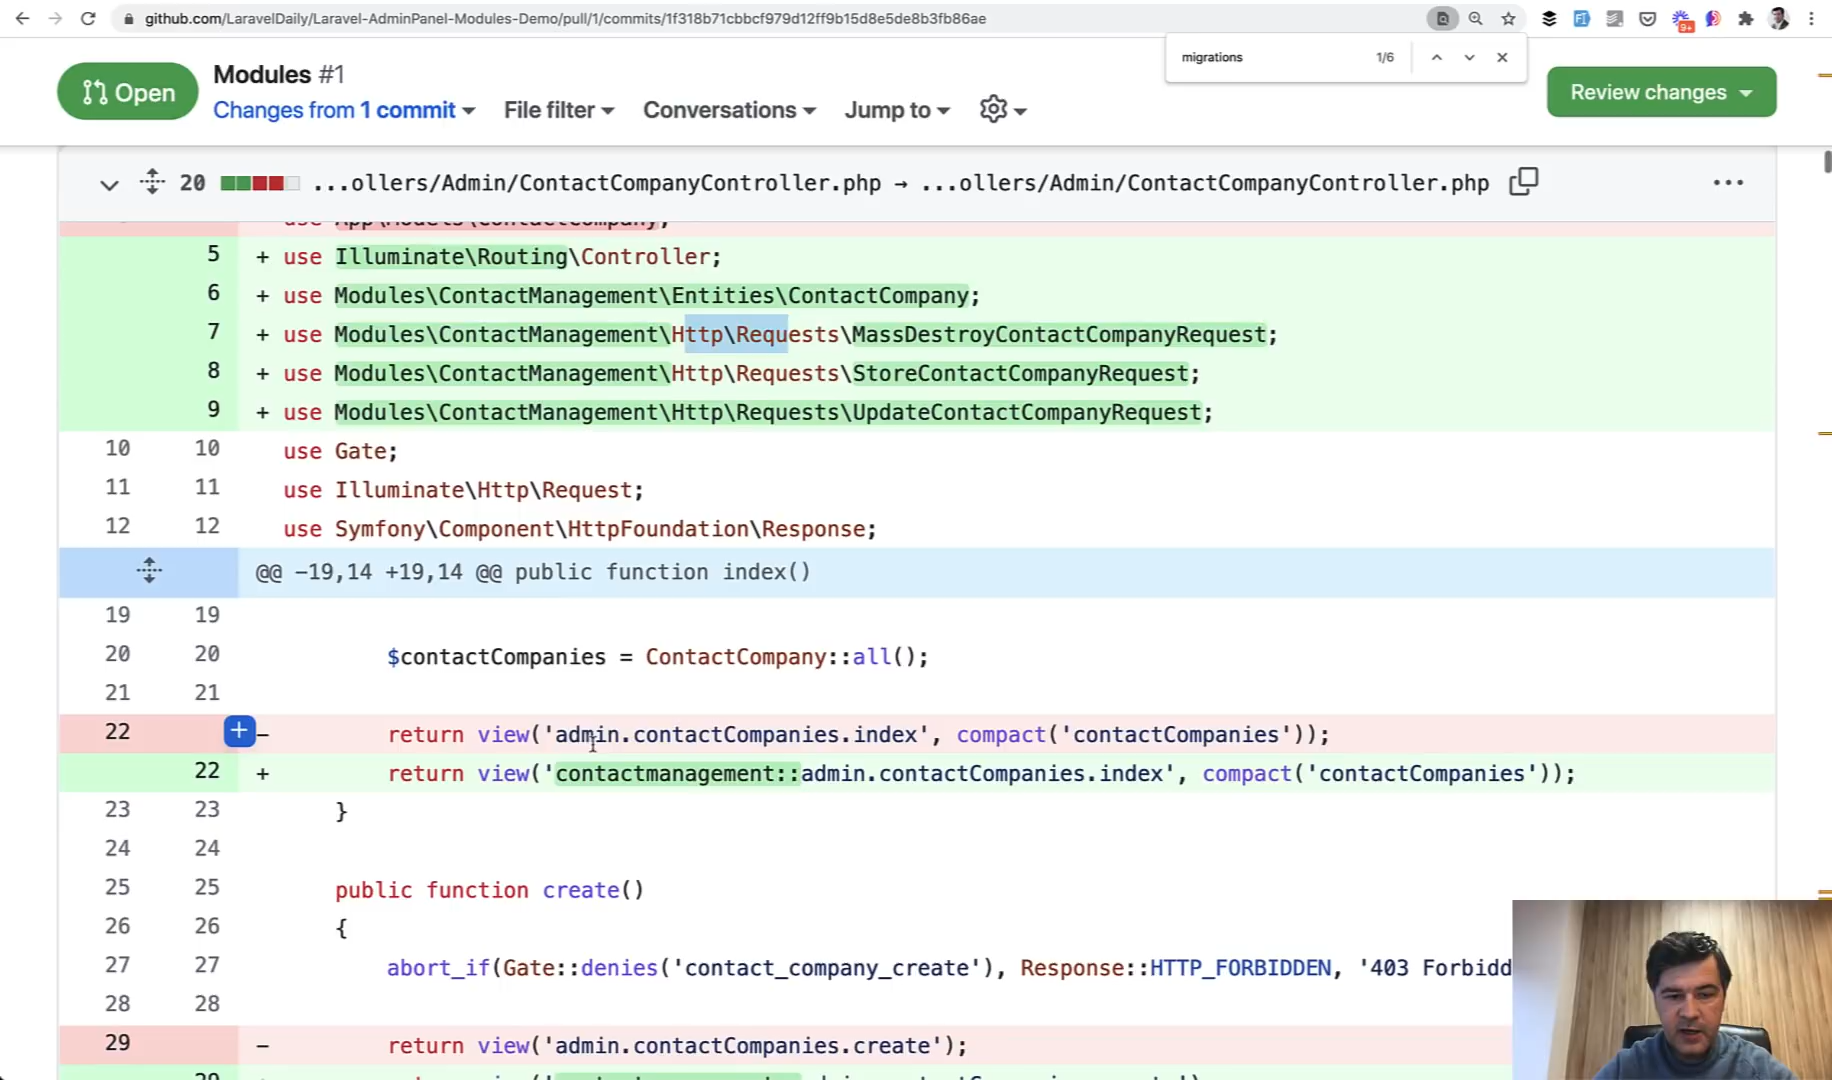 github.com/LaravelDaily/Laravel-AdminPanel-Modules-Demo/pull/1/commits/1f318b71cbbcf979d12ff9b15d8e5de8b3fb86ae
9+
migrations 1/6
Open
Modules #1
Changes from 1 commit File filter Conversations Jump to
Review changes
20 ...ollers/Admin/ContactCompanyController.php → ...ollers/Admin/ContactCompanyController.php
use App\Models\ContactCompany;
5 + use Illuminate\Routing\Controller;
6 + use Modules\ContactManagement\Entities\ContactCompany;
7 + use Modules\ContactManagement\Http\Requests\MassDestroyContactCompanyRequest;
8 + use Modules\ContactManagement\Http\Requests\StoreContactCompanyRequest;
9 + use Modules\ContactManagement\Http\Requests\UpdateContactCompanyRequest;
10 10 use Gate;
11 11 use Illuminate\Http\Request;
12 12 use Symfony\Component\HttpFoundation\Response;
@@ -19,14 +19,14 @@ public function index()
19 19
20 20 $contactCompanies = ContactCompany::all();
21 21
22 - return view('admin.contactCompanies.index', compact('contactCompanies'));
22 + return view('contactmanagement::admin.contactCompanies.index', compact('contactCompanies'));
23 23 }
24 24
25 25 public function create()
26 26 {
27 27 abort_if(Gate::denies('contact_company_create'), Response::HTTP_FORBIDDEN, '403 Forbidd
28 28
29 - return view('admin.contactCompanies.create');